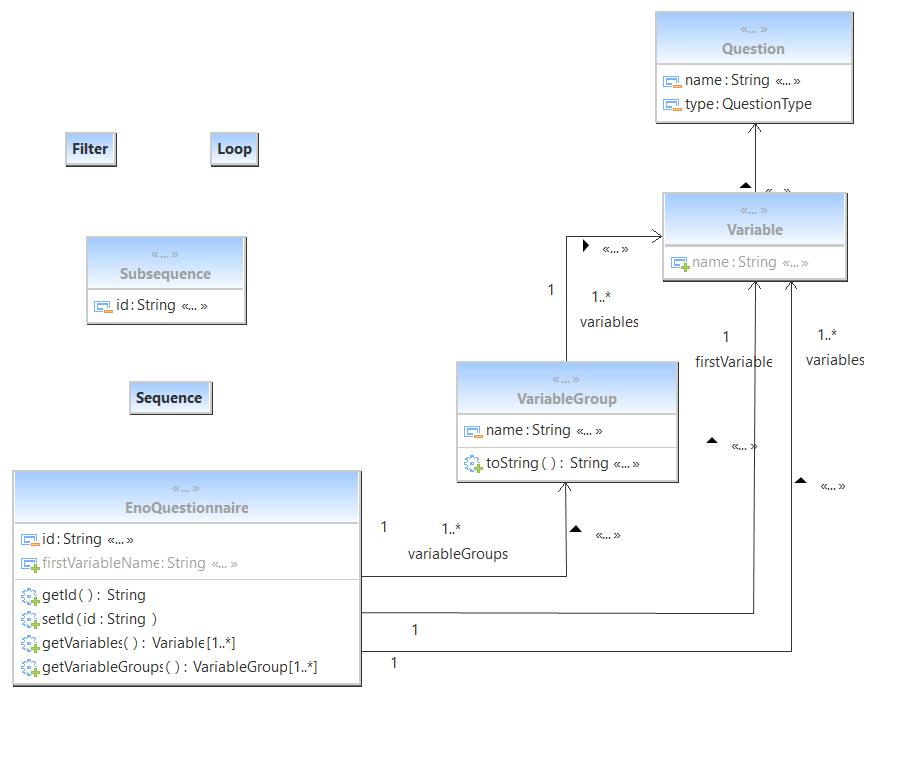 «... »
Question
name : String «... »
type : QuestionType
Filter
Loop
«... »
«... »
Variable
name : String «... »
«... »
Subsequence
id : String «... »
«... »
1
1..*
variables
1
firstVariable
1..*
variables
«... »
VariableGroup
name : String «... »
toString ( ) : String «... »
Sequence
«... »
«... »
«... »
EnoQuestionnaire
id : String «... »
firstVariableName : String «... »
getId ( ) : String
setId ( id : String )
getVariables ( ) : Variable[1..*]
getVariableGroups ( ) : VariableGroup[1..*]
1
1..*
variableGroups
«... »
1
1